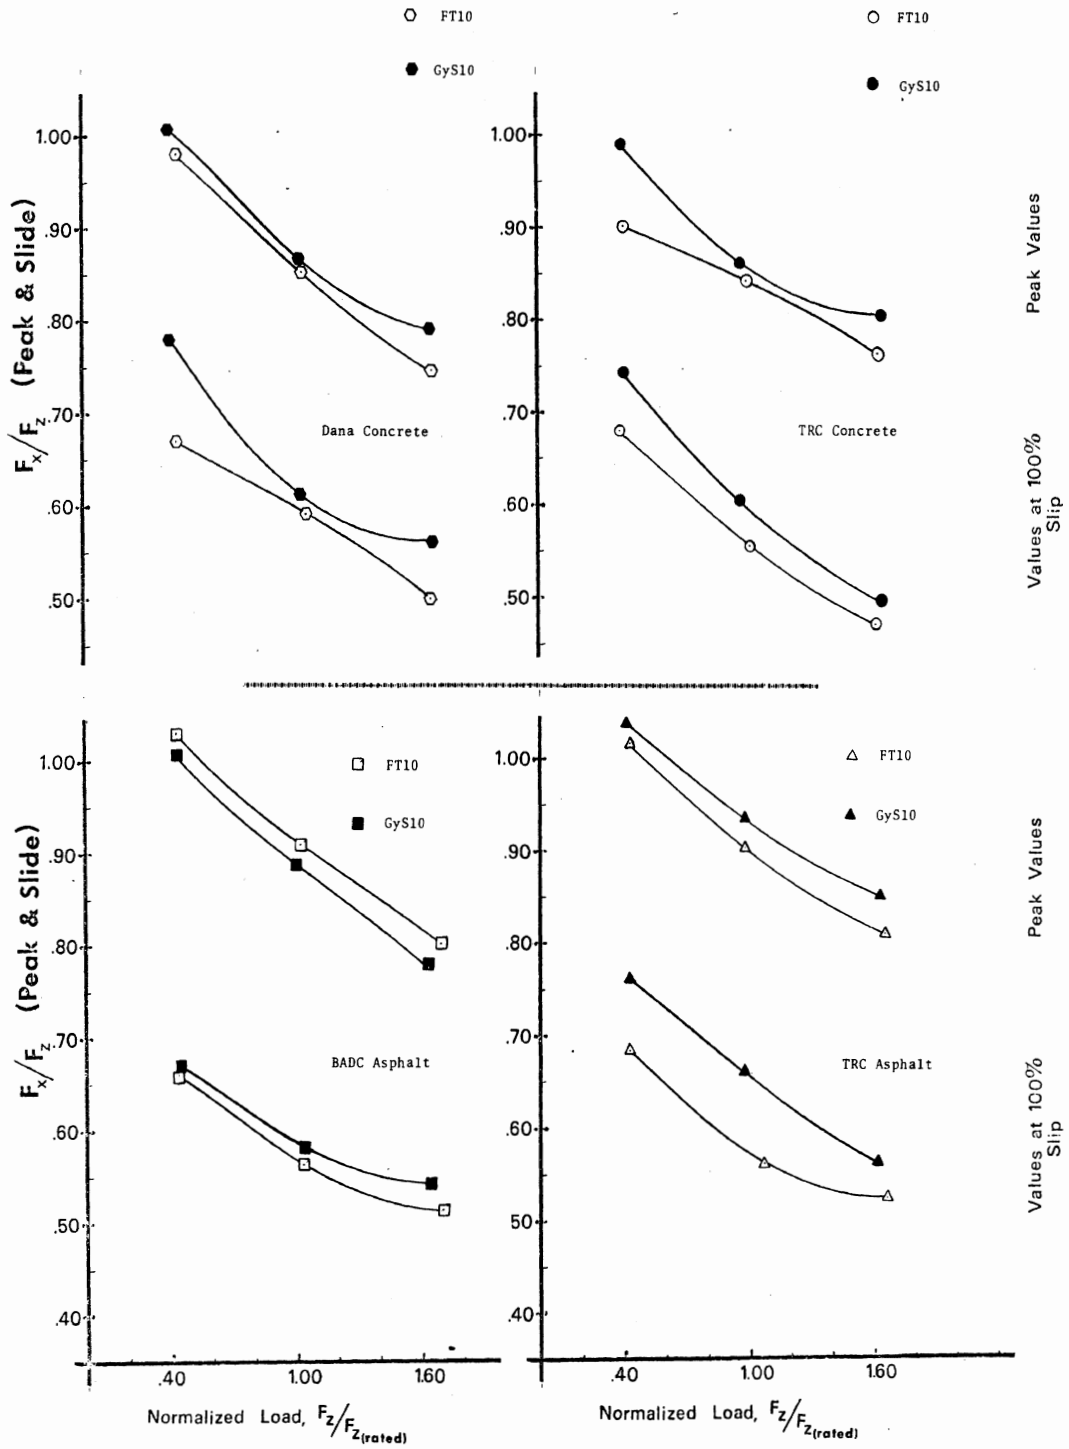 FT10
GyS10
1.00
.90
.80
.70
.60
.50
Fx/Fz (Peak & Slide)
Dana Concrete
FT10
GyS10
1.00
.90
.80
.70
.60
.50
TRC Concrete
Peak Values
Values at 100%
Slip
FT10
GyS10
1.00
.90
.80
.70
.60
.50
.40
Fx/Fz (Peak & Slide)
BADC Asphalt
.40
1.00
1.60
Normalized Load, Fz/Fz(rated)
FT10
GyS10
1.00
.90
.80
.70
.60
50
.40
TRC Asphalt
.40
1.00
1.60
Normalized Load, Fz/Fz(rated)
Peak Values
Values at 100%
Slip